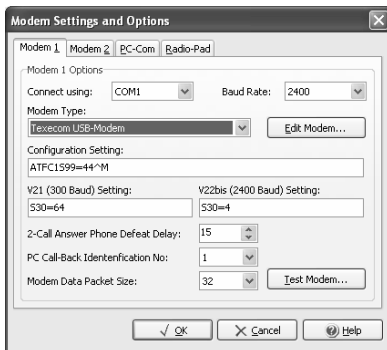 Modem Settings and Options
Modem 1 Modem 2 PC-Com Radio-Pad
Modem 1 Options
Connect using: COM1 Baud Rate: 2400
Modem Type:
Texecom USB-Modem Edit Modem...
Configuration Setting:
ATFC1S99=44^M
V21 (300 Baud) Setting: V22bis (2400 Baud) Setting:
S30=64 S30=4
2-Call Answer Phone Defeat Delay: 15
PC Call-Back Identenfication No: 1
Modem Data Packet Size: 32 Test Modem...
OK Cancel Help